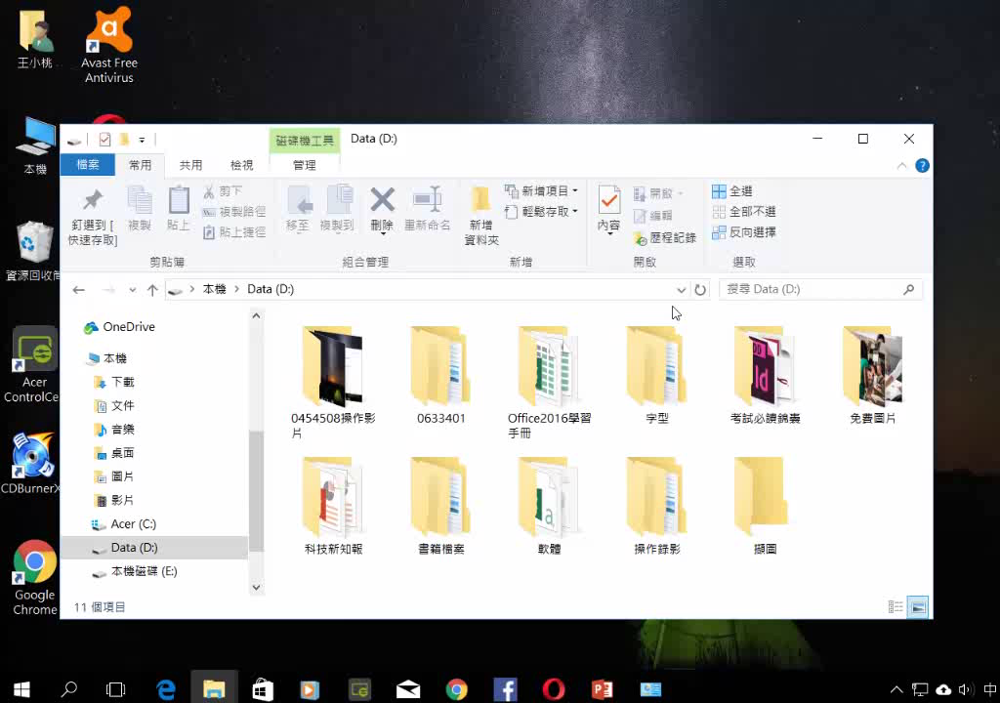 王小桃
Avast Free
Antivirus
本機
資源回收筒
Acer
ControlCe
CDBurnerX
Google
Chrome
磁碟機工具
Data (D:)
檔案
常用
共用
檢視
管理
釘選到 [
快速存取]
複製
貼上
剪下
複製路徑
貼上捷徑
剪貼簿
移至
複製到
刪除
重新命名
組合管理
新增
資料夾
新增項目
輕鬆存取
新增
內容
開啟
編輯
歷程記錄
開啟
全選
全部不選
反向選擇
選取
本機
Data (D:)
搜尋 Data (D:)
OneDrive
本機
下載
文件
音樂
桌面
圖片
影片
Acer (C:)
Data (D:)
本機磁碟 (E:)
0454508操作影
片
0633401
Office2016學習
手冊
字型
考試必讀錦囊
免費圖片
科技新知報
書籍檔案
軟體
操作錄影
擷圖
11 個項目
中